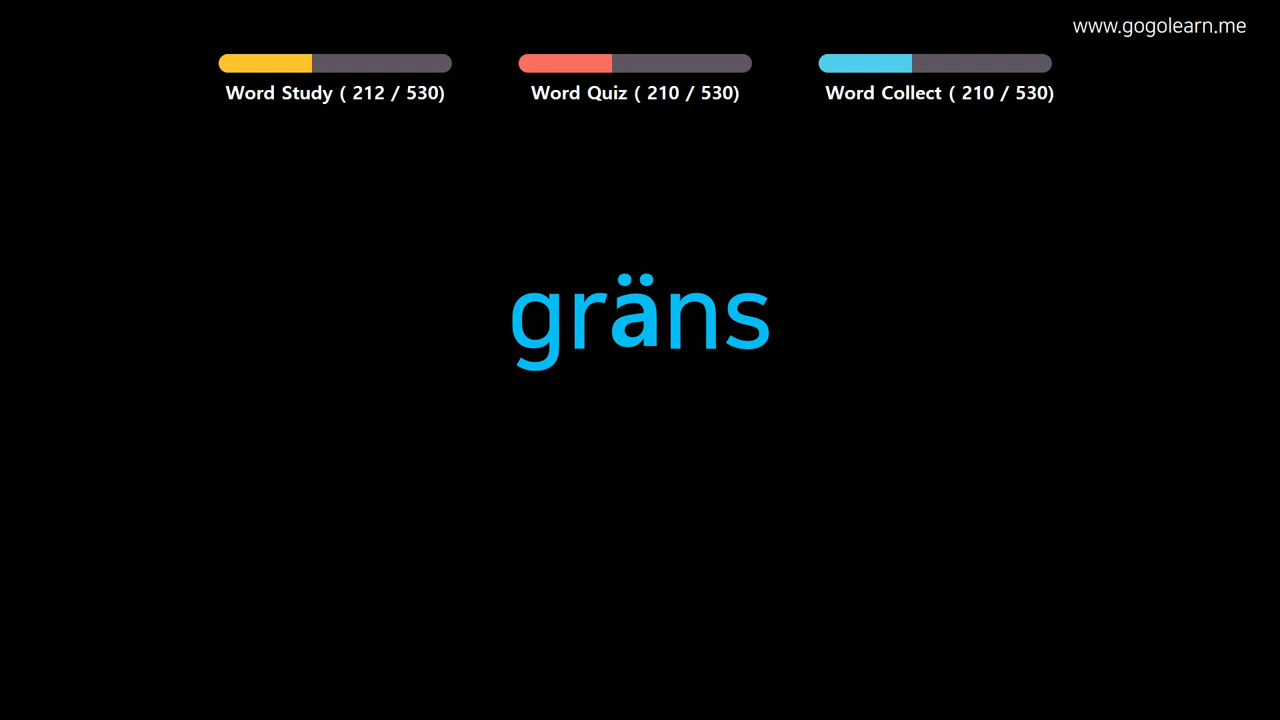 www.gogolearn.me
Word Study ( 212 / 530)
Word Quiz ( 210 / 530)
Word Collect ( 210 / 530)
gräns